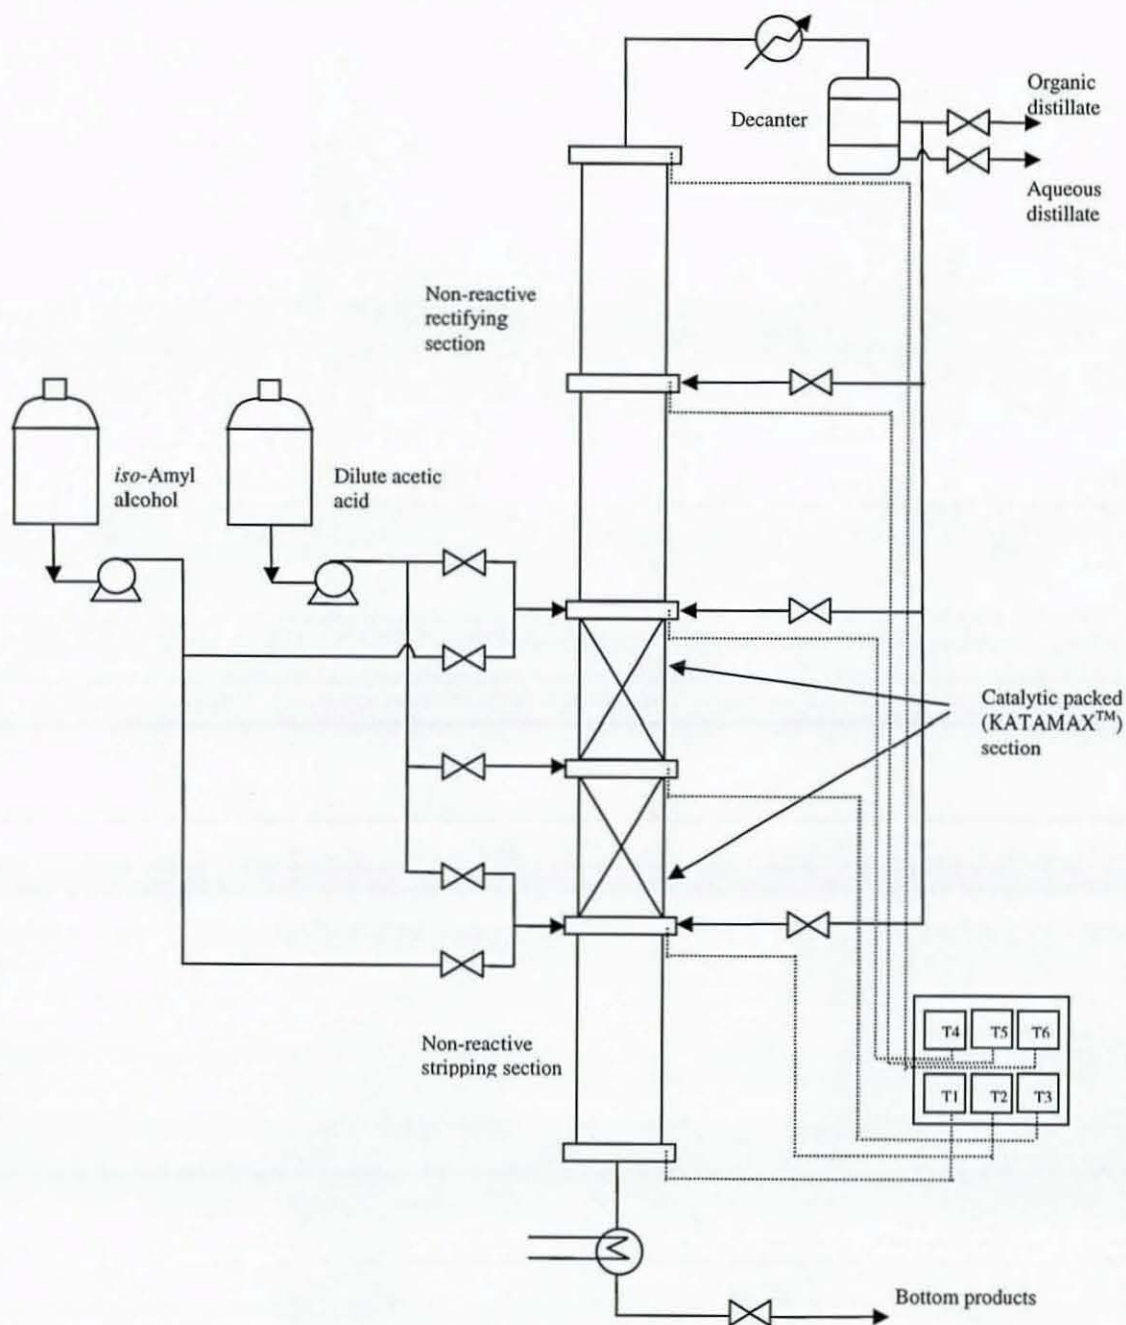 Organic
distillate
Decanter
Aqueous
distillate
Non-reactive
rectifying
section
iso-Amyl
alcohol
Dilute acetic
acid
Catalytic packed
(KATAMAX™)
section
Non-reactive
stripping section
T4 T5 T6
T1 T2 T3
Bottom products